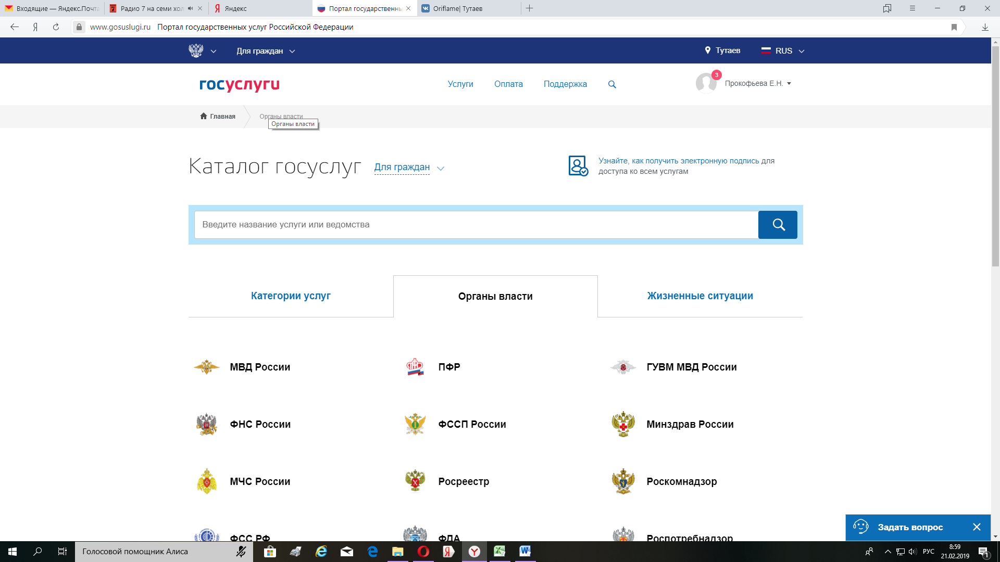 Входящие — Яндекс.Почта
Радио 7 на семи хол
Яндекс
Портал государственны
Oriflame| Тутаев
www.gosuslugi.ru Портал государственных услуг Российской Федерации
Для граждан
Тутаев
RUS
госуслуги
Услуги
Оплата
Поддержка
3
Прокофьева Е.Н.
Главная
Органы власти
Органы власти
Каталог госуслуг
Для граждан
Узнайте, как получить электронную подпись для
доступа ко всем услугам
Введите название услуги или ведомства
Категории услуг
Органы власти
Жизненные ситуации
МВД России
ПФР
ГУВМ МВД России
ФНС России
ФССП России
Минздрав России
МЧС России
Росреестр
Роскомнадзор
ФСС РФ
ФДА
Роспотребнадзор
Задать вопрос
Голосовой помощник Алиса
РУС
8:59
21.02.2019
1